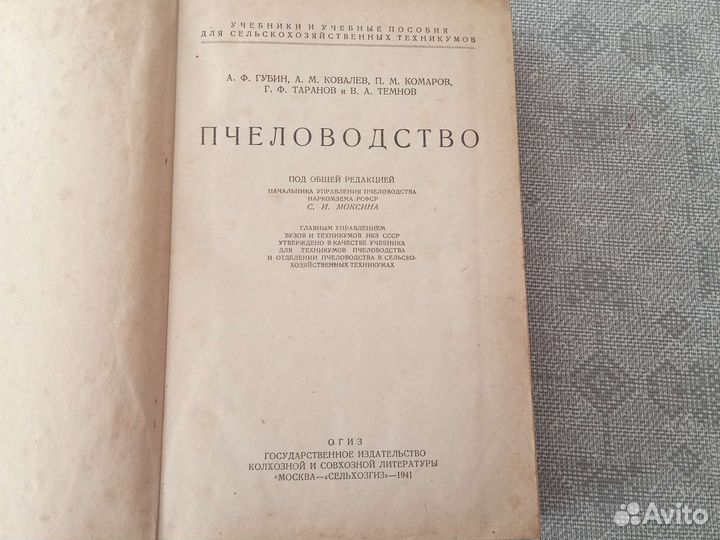 УЧЕБНИКИ И УЧЕБНЫЕ ПОСОБИЯ
ДЛЯ СЕЛЬСКОХОЗЯЙСТВЕННЫХ ТЕХНИКУМОВ
А. Ф. ГУБИН, А. М. КОВАЛЕВ, П. М. КОМАРОВ,
Г. Ф. ТАРАНОВ и В. А. ТЕМНОВ
ПЧЕЛОВОДСТВО
ПОД ОБЩЕЙ РЕДАКЦИЕЙ
НАЧАЛЬНИКА УПРАВЛЕНИЯ ПЧЕЛОВОДСТВА
НАРКОМЗЕМА РСФСР
С. И. МОКСИНА
ГЛАВНЫМ УПРАВЛЕНИЕМ
ВУЗОВ И ТЕХНИКУМОВ НКЗ СССР
УТВЕРЖДЕНО В КАЧЕСТВЕ УЧЕБНИКА
ДЛЯ ТЕХНИКУМОВ ПЧЕЛОВОДСТВА
И ОТДЕЛЕНИЙ ПЧЕЛОВОДСТВА В СЕЛЬСКО-
ХОЗЯЙСТВЕННЫХ ТЕХНИКУМАХ
ОГИЗ
ГОСУДАРСТВЕННОЕ ИЗДАТЕЛЬСТВО
КОЛХОЗНОЙ И СОВХОЗНОЙ ЛИТЕРАТУРЫ
«МОСКВА—«СЕЛЬХОЗГИЗ»—1941
Avito